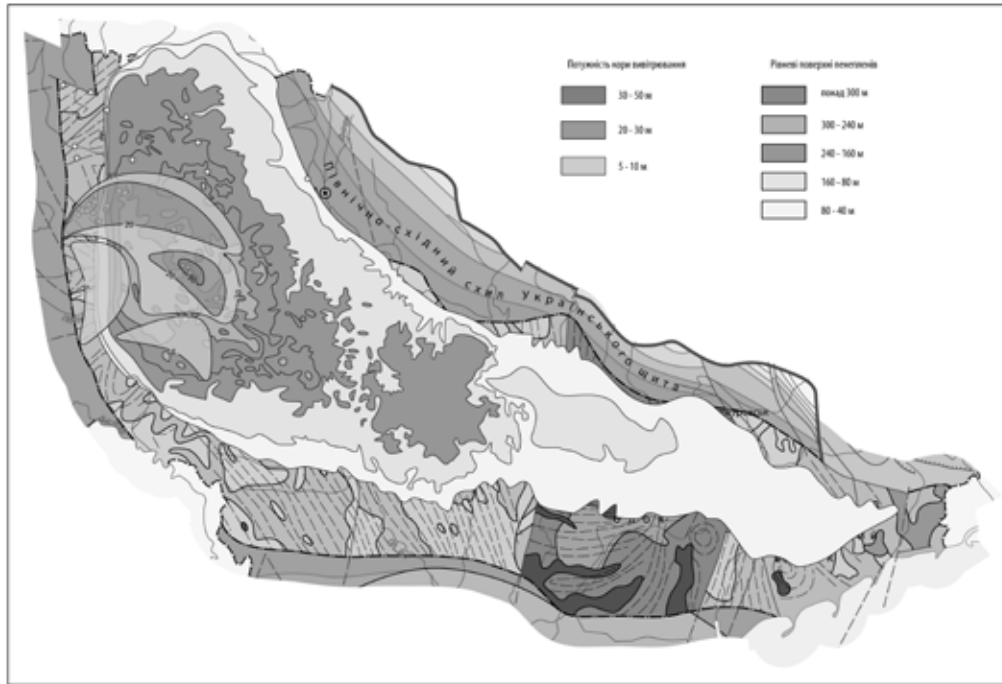 Потужність кори вивітрювання
30 - 50 м
20 - 30 м
5 - 10 м
Рівневі поверхні пенепленів
понад 300 м
300 - 240 м
240 - 160 м
160 - 80 м
80 - 40 м
Північно-східний схил українського щита
20